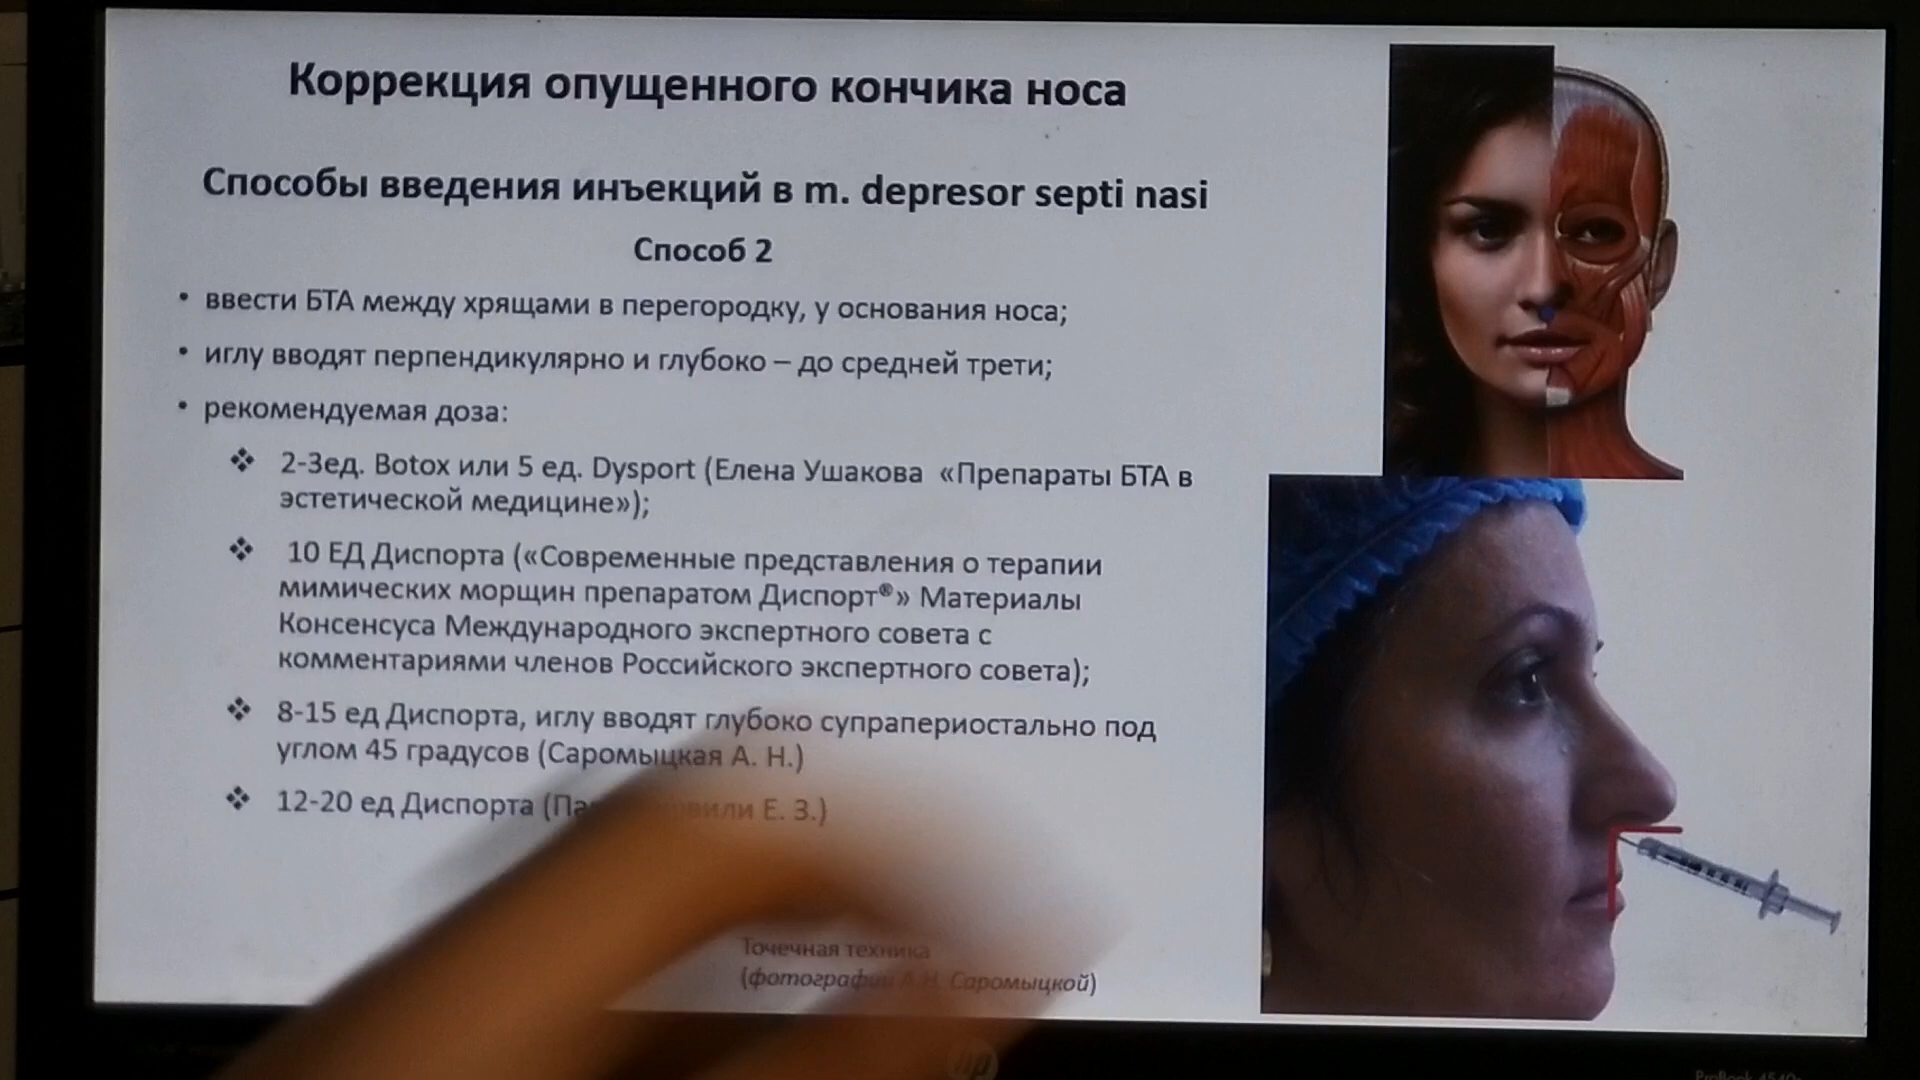 Коррекция опущенного кончика носа
Способы введения инъекций в m. depresor septi nasi
Способ 2
• ввести БТА между хрящами в перегородку, у основания носа;
• иглу вводят перпендикулярно и глубоко – до средней трети;
• рекомендуемая доза:
❖ 2-3ед. Botox или 5 ед. Dysport (Елена Ушакова «Препараты БТА в
эстетической медицине»);
❖ 10 ЕД Диспорта («Современные представления о терапии
мимических морщин препаратом Диспорт®» Материалы
Консенсуса Международного экспертного совета с
комментариями членов Российского экспертного совета);
❖ 8-15 ед Диспорта, иглу вводят глубоко супрапериостально под
углом 45 градусов (Саромыцкая А. Н.)
❖ 12-20 ед Диспорта ( Е. З.)
Точечная техника
(фотографии А.Н. Саромыцкой)
hp
ProBook